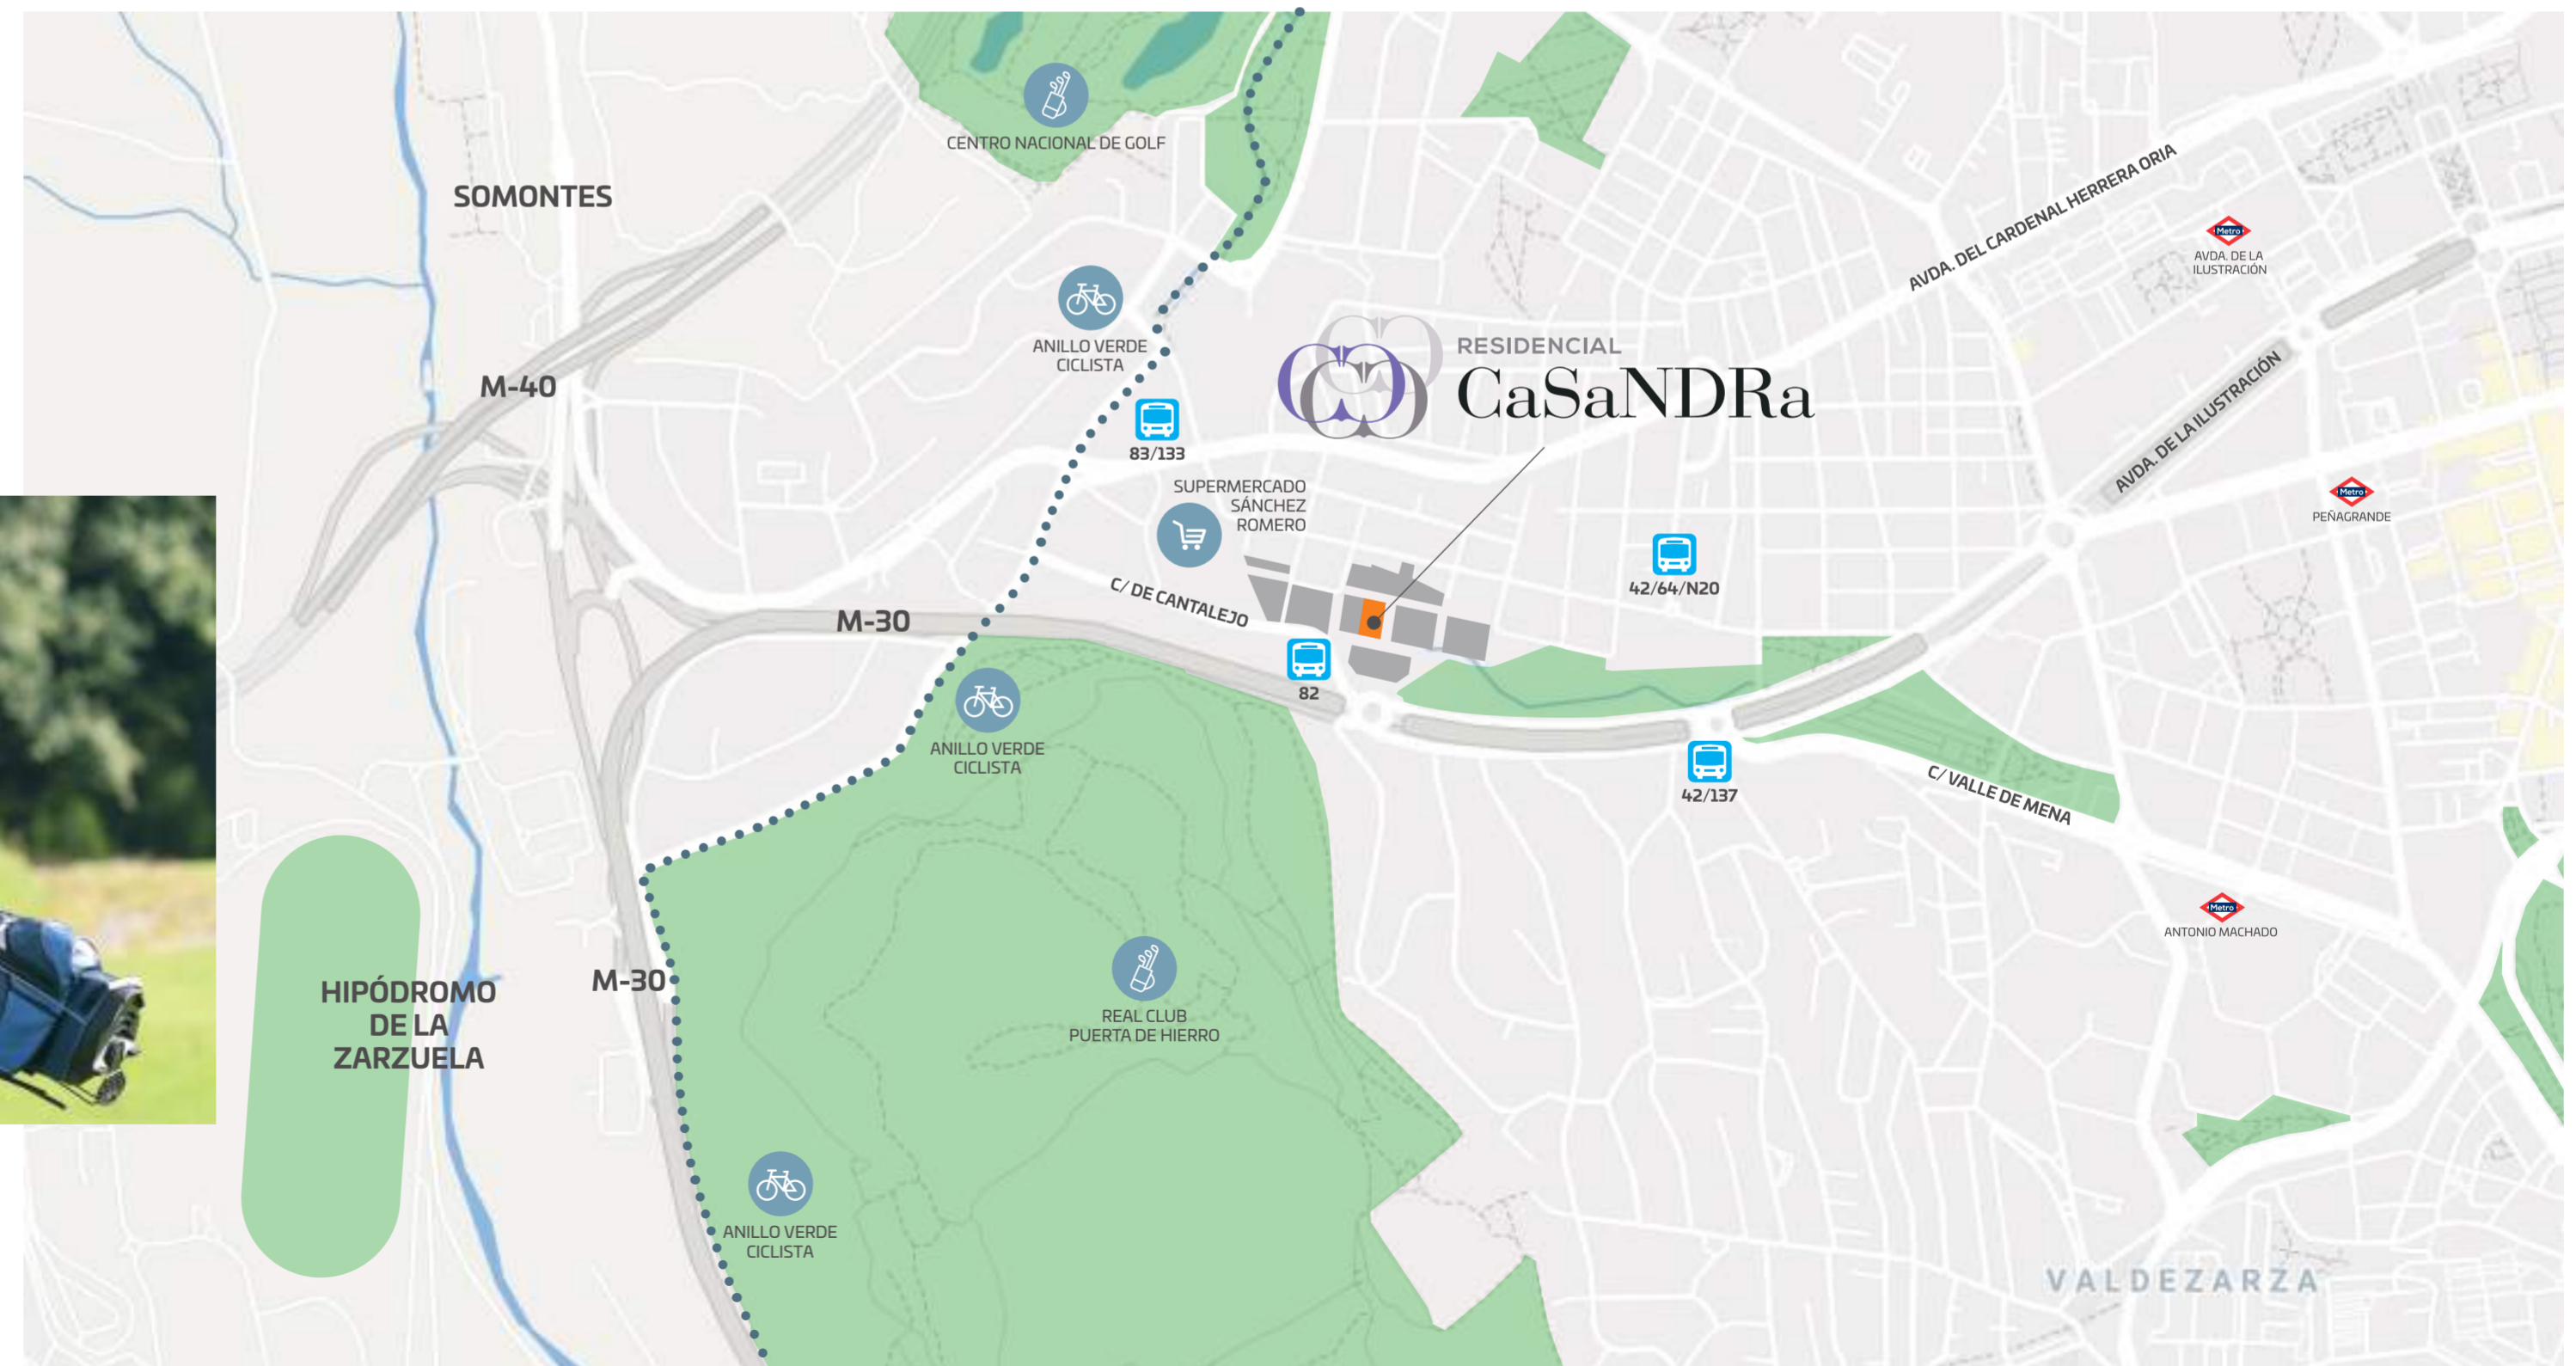 CENTRO NACIONAL DE GOLF
SOMONTES
AVDA. DEL CARDENAL HERRERA ORIA
Metro
AVDA. DE LA
ILUSTRACIÓN
ANILLO VERDE
CICLISTA
M-40
RESIDENCIAL
CaSaNDRa
83/133
AVDA. DE LA ILUSTRACIÓN
SUPERMERCADO
SÁNCHEZ
ROMERO
Metro
PEÑAGRANDE
42/64/N20
C/ DE CANTALEJO
M-30
82
ANILLO VERDE
CICLISTA
42/137
C/ VALLE DE MENA
Metro
ANTONIO MACHADO
M-30
HIPÓDROMO
DE LA
ZARZUELA
REAL CLUB
PUERTA DE HIERRO
ANILLO VERDE
CICLISTA
VALDEZARZA